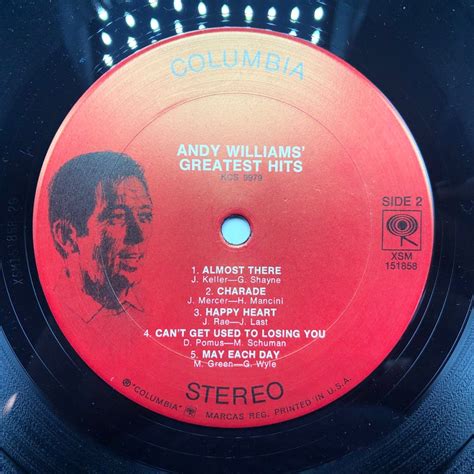 COLUMBIA
ANDY WILLIAMS'
GREATEST HITS
KCS 9979
SIDE 2
XSM
151858
1. ALMOST THERE
J. Keller—G. Shayne
2. CHARADE
J. Mercer—H. Mancini
3. HAPPY HEART
J. Rae—J. Last
4. CAN'T GET USED TO LOSING YOU
D. Pomus—M. Schuman
5. MAY EACH DAY
M. Green—G. Wyle
STEREO
℗ "COLUMBIA" MARCAS REG. PRINTED IN U.S.A.